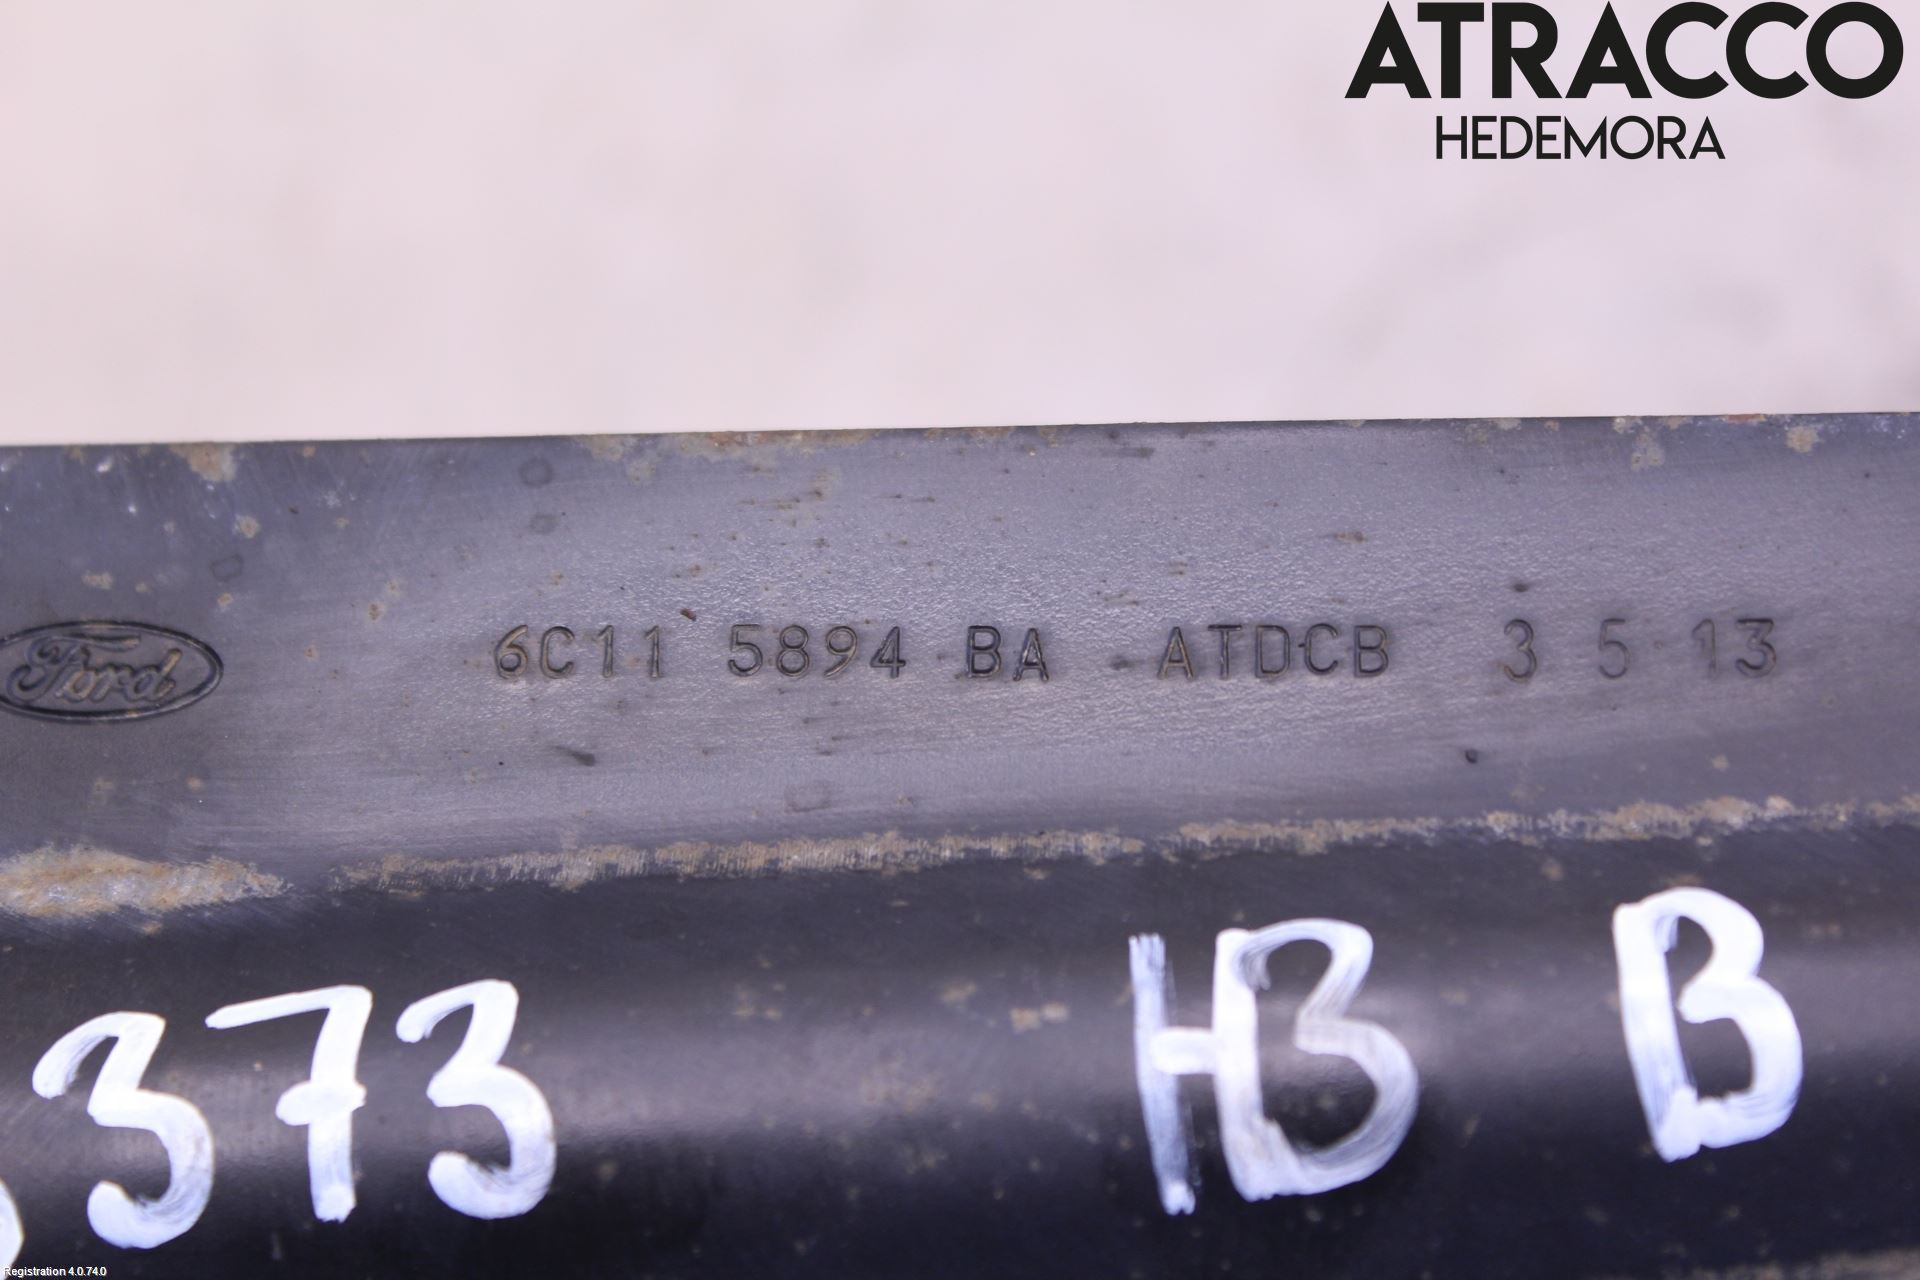 ATRACCO
HEDEMORA
Ford 6C11 5894 BA ATDCB 3 5 13
373 HB B
Registration 4.0.74.0